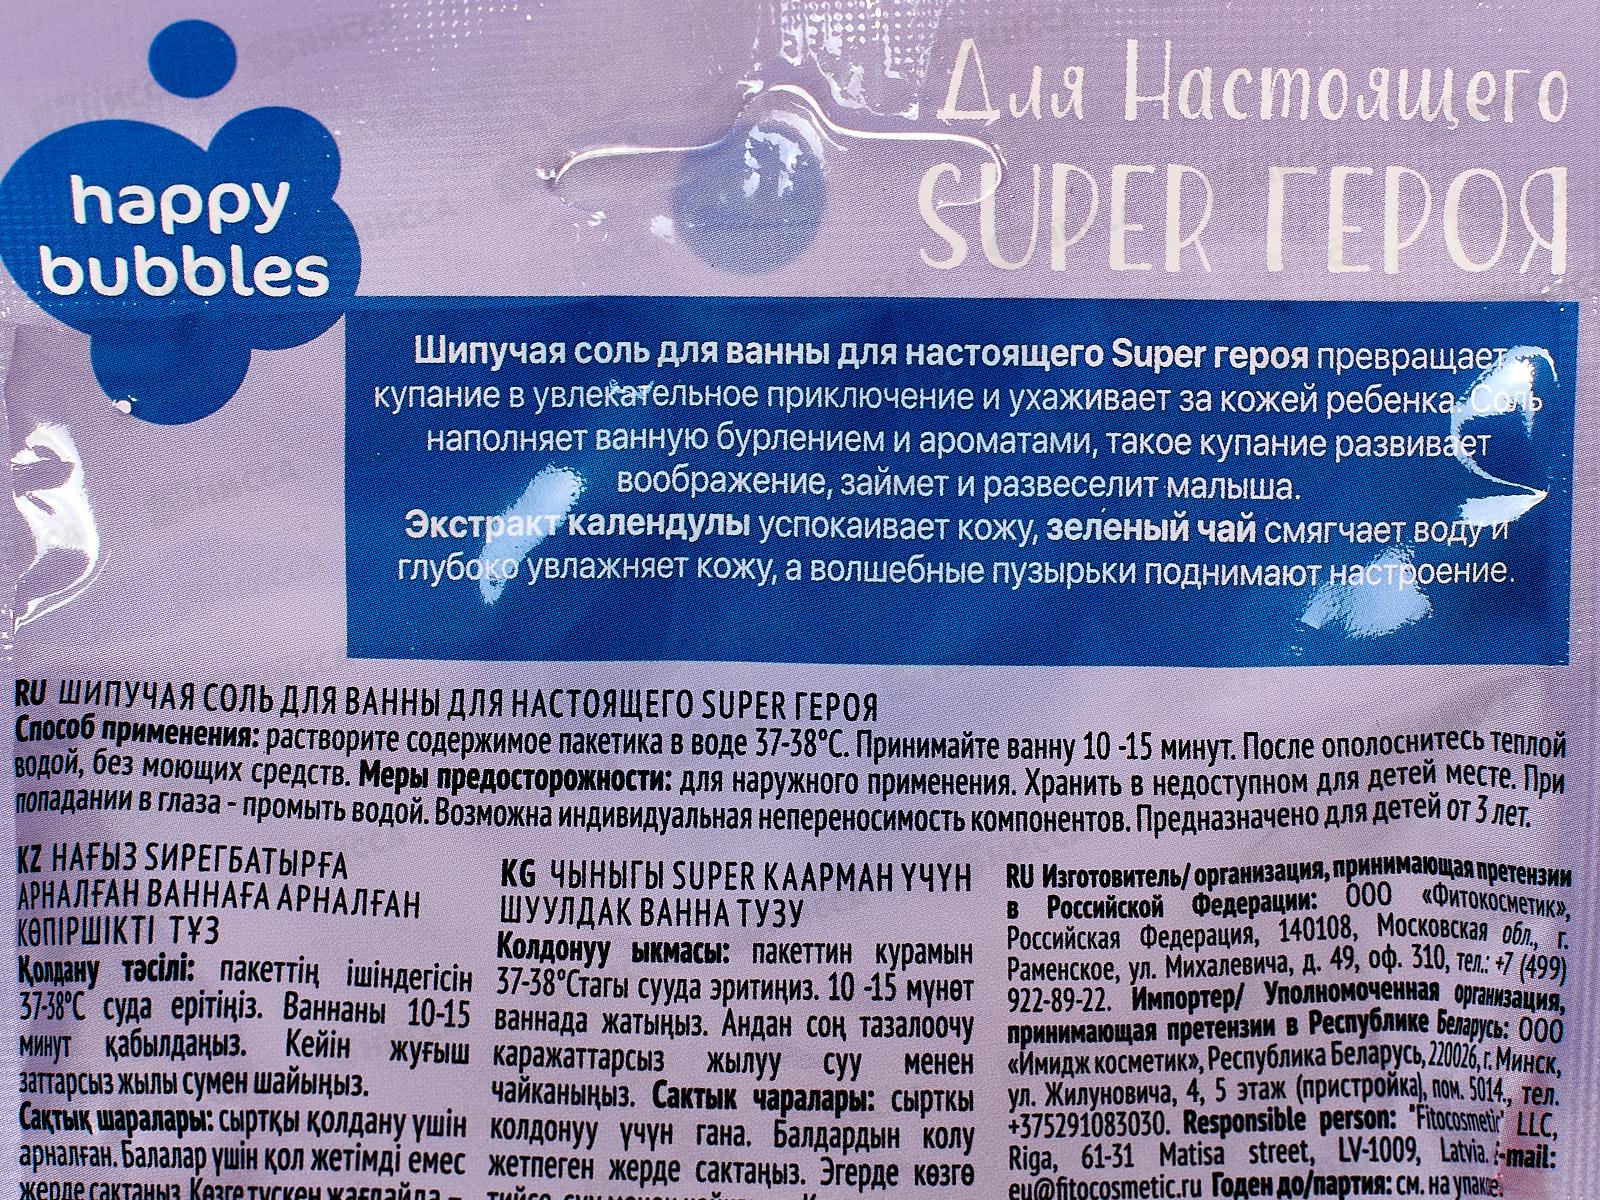 happy
bubbles
Для Настоящего
SUPER ГЕРОЯ
Шипучая соль для ванны для настоящего Super героя превращает
купание в увлекательное приключение и ухаживает за кожей ребенка. Соль
наполняет ванную бурлением и ароматами, такое купание развивает
воображение, займет и развеселит малыша.
Экстракт календулы успокаивает кожу, зеленый чай смягчает воду и
глубоко увлажняет кожу, а волшебные пузырьки поднимают настроение.
RU ШИПУЧАЯ СОЛЬ ДЛЯ ВАННЫ ДЛЯ НАСТОЯЩЕГО SUPER ГЕРОЯ
Способ применения: растворите содержимое пакетика в воде 37-38°С. Принимайте ванну 10 -15 минут. После ополоснитесь теплой
водой, без моющих средств. Меры предосторожности: для наружного применения. Хранить в недоступном для детей месте. При
попадании в глаза - промыть водой. Возможна индивидуальная непереносимость компонентов. Предназначено для детей от 3 лет.
KZ НАҒЫЗ SИРЕГБАТЫРҒА
АРНАЛҒАН ВАННАҒА АРНАЛҒАН
КӨПІРШІКТІ ТҰЗ
Қолдану тәсілі: пакеттің ішіндегісін
37-38°С суда ерітіңіз. Ваннаны 10-15
минут қабылдаңыз. Кейін жуғыш
заттарсыз жылы сумен шайыңыз.
Сақтық шаралары: сыртқы қолдану үшін
арналған. Балалар үшін қол жетімді емес
жерде сақтаңыз. Көзге түскен жағдайда -
KG ЧЫНЫГЫ SUPER КААРМАН ҮЧҮН
ШУУЛДАК ВАННА ТУЗУ
Колдонуу ыкмасы: пакеттин курамын
37-38°Стагы сууда эритиңиз. 10 -15 мүнөт
ваннада жатыңыз. Андан соң тазалоочу
каражаттарсыз жылуу суу менен
чайканыңыз. Сактык чаралары: сырткы
колдонуу үчүн гана. Балдардын колу
жетпеген жерде сактаңыз. Эгерде көзгө
RU Изготовитель/ организация, принимающая претензии
в Российской Федерации: ООО «Фитокосметик»,
Российская Федерация, 140108, Московская обл., г.
Раменское, ул. Михалевича, д. 49, оф. 310, тел.: +7 (499)
922-89-22. Импортер/ Уполномоченная организация,
принимающая претензии в Республике Беларусь: ООО
«Имидж косметик», Республика Беларусь, 220026, г. Минск,
ул. Жилуновича, 4, 5 этаж (пристройка), пом. 5014., тел.
+375291083030. Responsible person: "Fitocosmetic" LLC,
Riga, 61-31 Matisa street, LV-1009, Latvia. E-mail:
eu@fitocosmetic.ru Годен до/партия: см. на упаке.